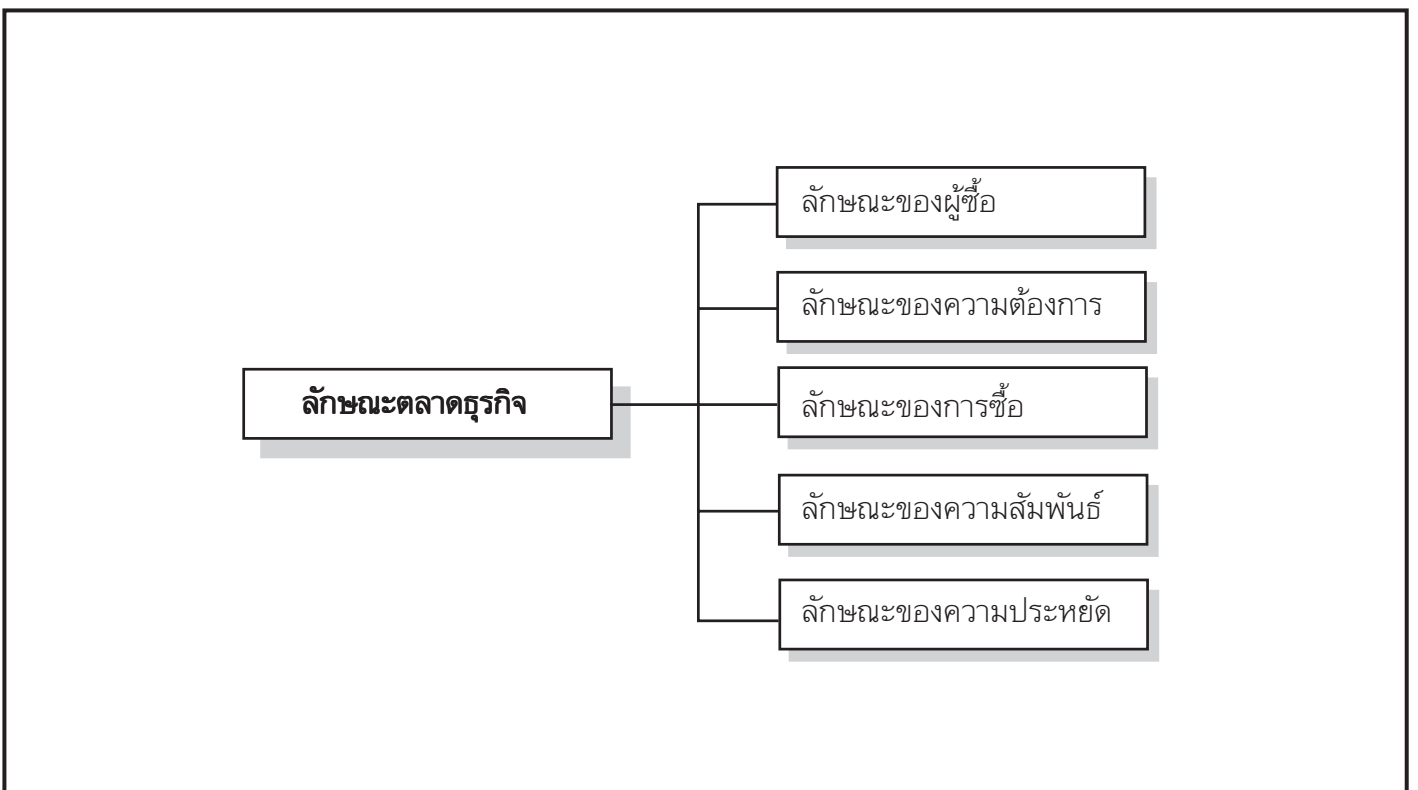 ลักษณะของผู้ซื้อ
ลักษณะของความต้องการ
ลักษณะตลาดธุรกิจ
ลักษณะของการซื้อ
ลักษณะของความสัมพันธ์
ลักษณะของความประหยัด